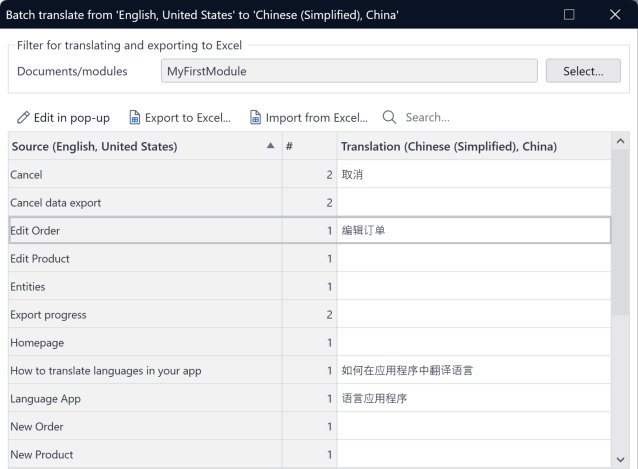 Batch translate from 'English, United States' to 'Chinese (Simplified), China'
Filter for translating and exporting to Excel
Documents/modules MyFirstModule Select...
Edit in pop-up Export to Excel... Import from Excel... Search...
Source (English, United States) # Translation (Chinese (Simplified), China)
Cancel 2 取消
Cancel data export 2
Edit Order 1 编辑订单
Edit Product 1
Entities 1
Export progress 2
Homepage 1
How to translate languages in your app 1 如何在应用程序中翻译语言
Language App 1 语言应用程序
New Order 1
New Product 1